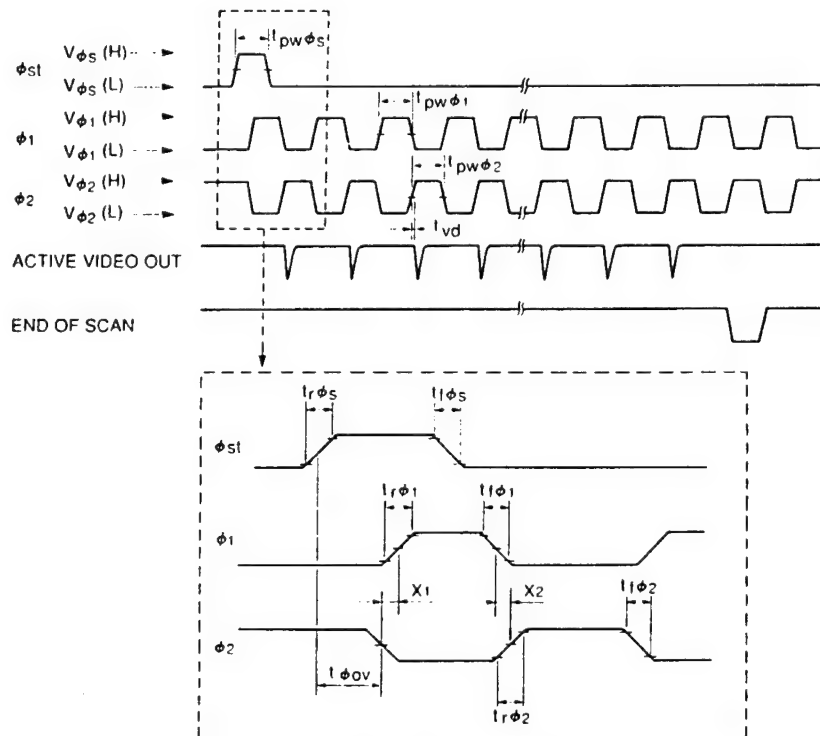 VφS (H) tpwφS
φst
VφS (L)
Vφ1 (H) tpwφ1
φ1
Vφ1 (L)
Vφ2 (H) tpwφ2
φ2
Vφ2 (L)
tvd
ACTIVE VIDEO OUT
END OF SCAN
trφS tfφS
φst
trφ1 tfφ1
φ1
X1 X2 tfφ2
φ2
tφov
trφ2